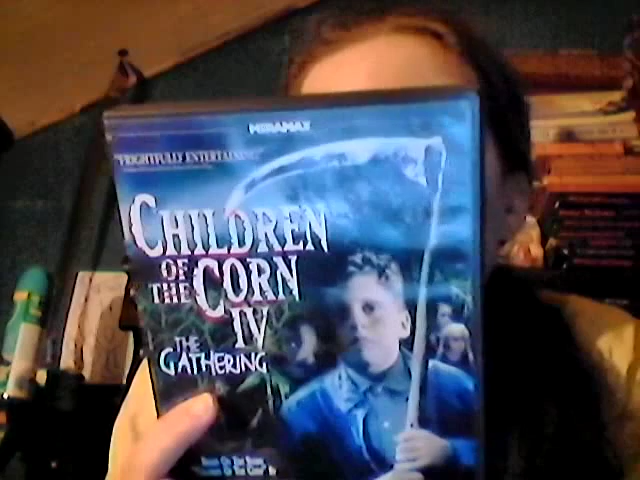 MIRAMAX
"FRIGHTFULLY ENTERTAINING!"
CHILDREN
OF
THE CORN
IV
THE
GATHERING